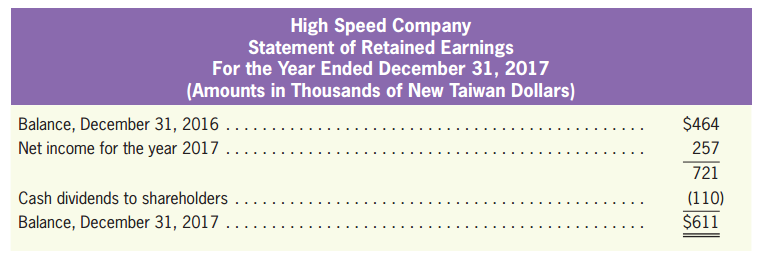 High Speed Company
Statement of Retained Earnings
For the Year Ended December 31, 2017
(Amounts in Thousands of New Taiwan Dollars)
Balance, December 31, 2016 . . . . . . . . . . . . . . . . . . . . . . . . . . . . . . . . . . . . . . . . . . . . . . . . . . . . . $464
Net income for the year 2017 . . . . . . . . . . . . . . . . . . . . . . . . . . . . . . . . . . . . . . . . . . . . . . . . . . . . . 257
721
Cash dividends to shareholders . . . . . . . . . . . . . . . . . . . . . . . . . . . . . . . . . . . . . . . . . . . . . . . . . . . . (110)
Balance, December 31, 2017 . . . . . . . . . . . . . . . . . . . . . . . . . . . . . . . . . . . . . . . . . . . . . . . . . . . . . $611